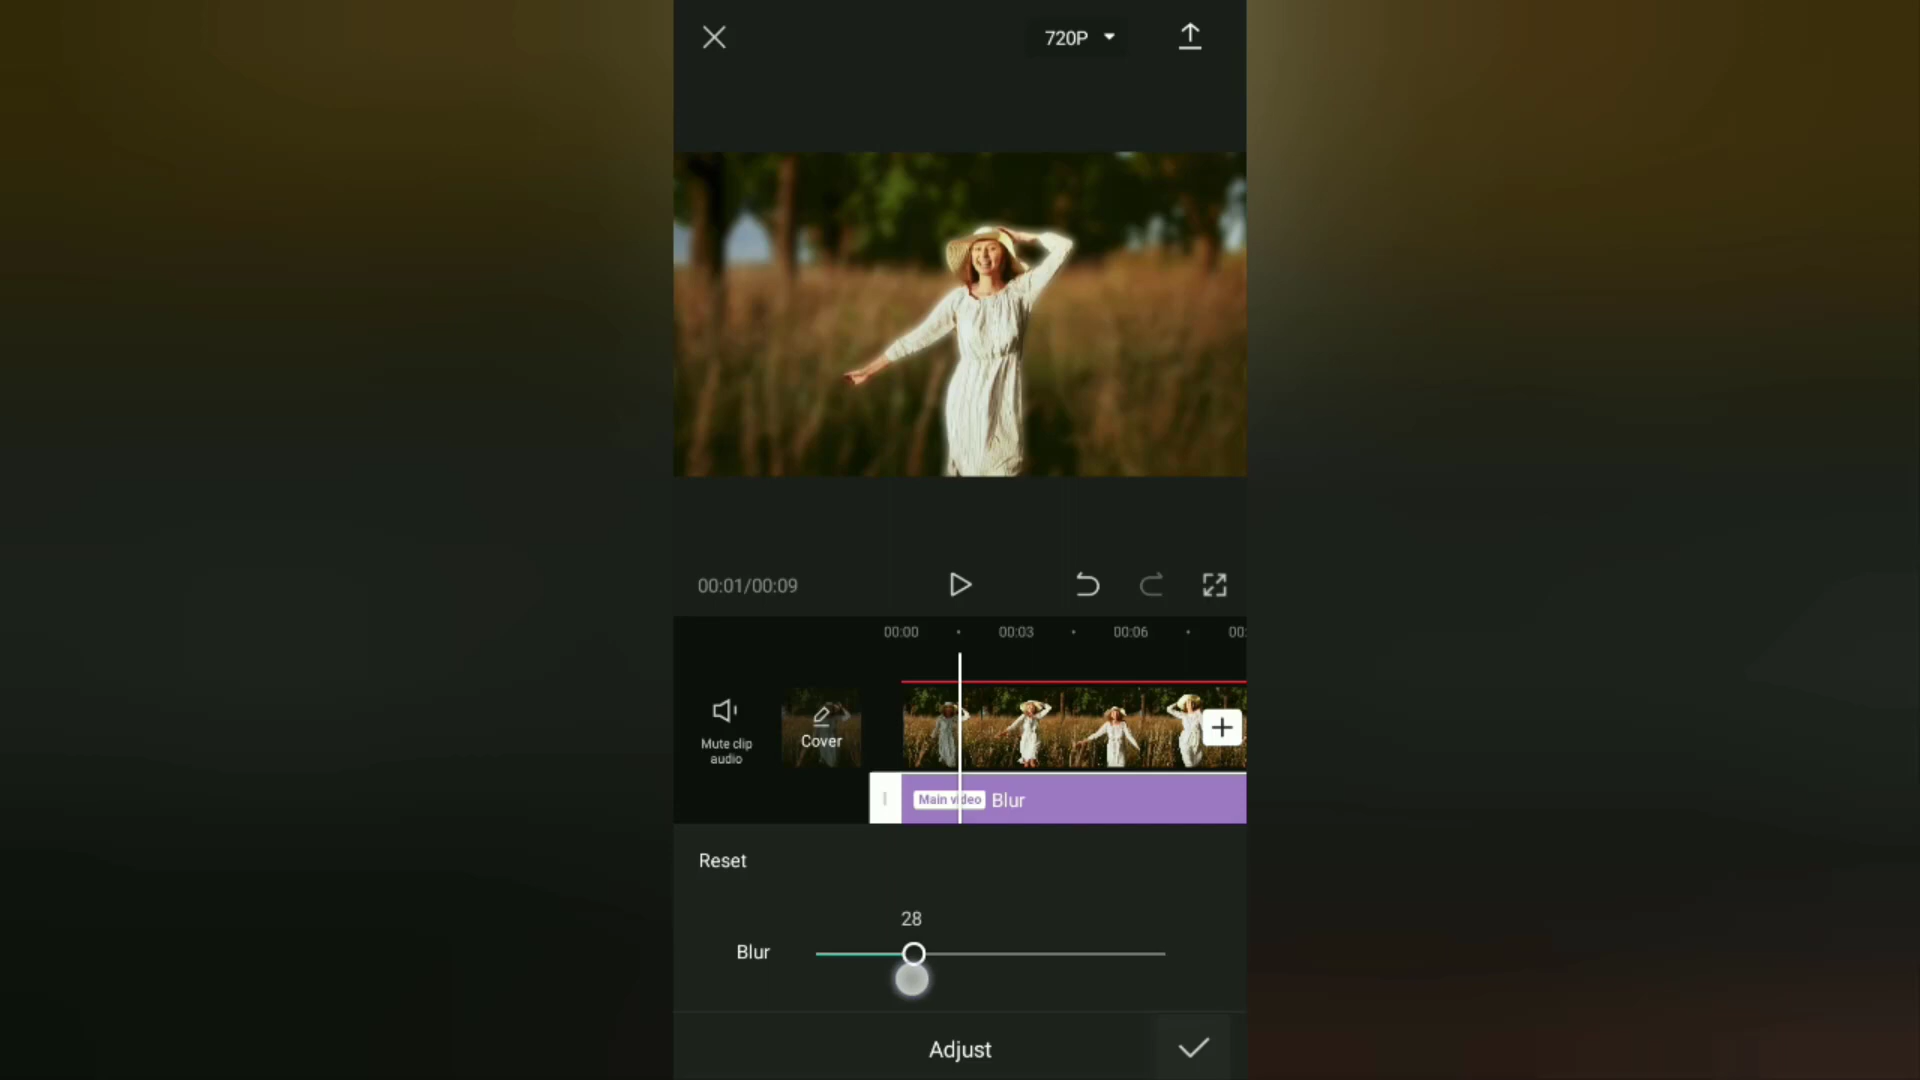 720P
00:01/00:09
00:00
00:03
00:06
00:
Mute clip
audio
Cover
Main video
Blur
Reset
28
Blur
Adjust